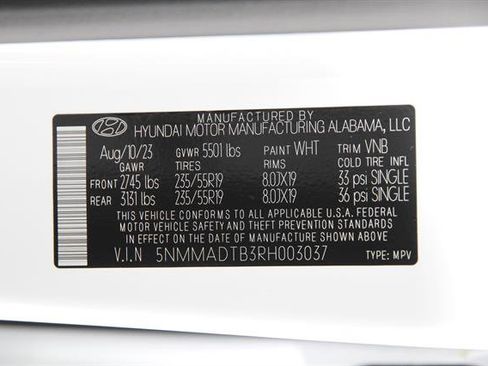 MANUFACTURED BY
HYUNDAI MOTOR MANUFACTURING ALABAMA, LLC
Aug/10/23 GVWR 5501 lbs PAINT WHT TRIM VNB
GAWR TIRES RIMS COLD TIRE INFL
FRONT 2745 lbs 235/55R19 8.0JX19 33 psi SINGLE
REAR 3131 lbs 235/55R19 8.0JX19 36 psi SINGLE
THIS VEHICLE CONFORMS TO ALL APPLICABLE U.S.A. FEDERAL
MOTOR VEHICLE SAFETY AND THEFT PREVENTION STANDARDS
IN EFFECT ON THE DATE OF MANUFACTURE SHOWN ABOVE
V.I.N 5NMMADTB3RH003037 TYPE: MPV